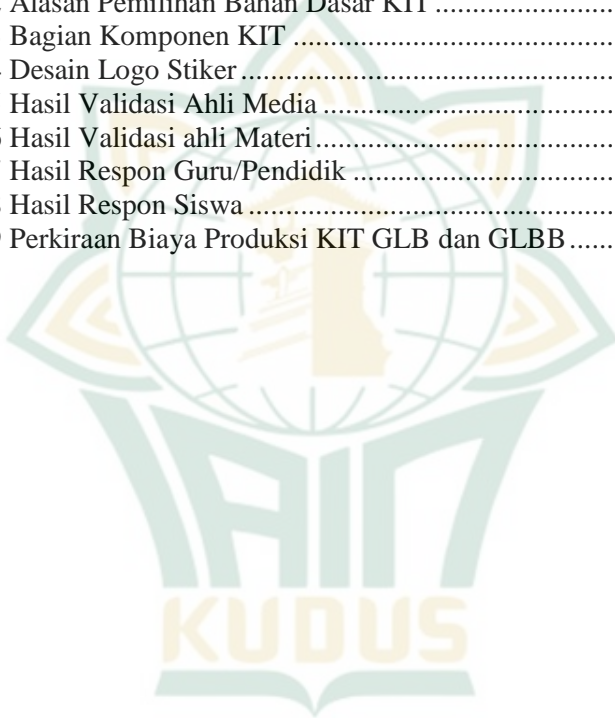 Alasan Pemilihan Bahan Dasar KIT ......................
Bagian Komponen KIT ..........................................
Desain Logo Stiker .................................................
Hasil Validasi Ahli Media ......................................
Hasil Validasi ahli Materi .......................................
Hasil Respon Guru/Pendidik ..................................
Hasil Respon Siswa ................................................
Perkiraan Biaya Produksi KIT GLB dan GLBB ......
IAIN
KUDUS